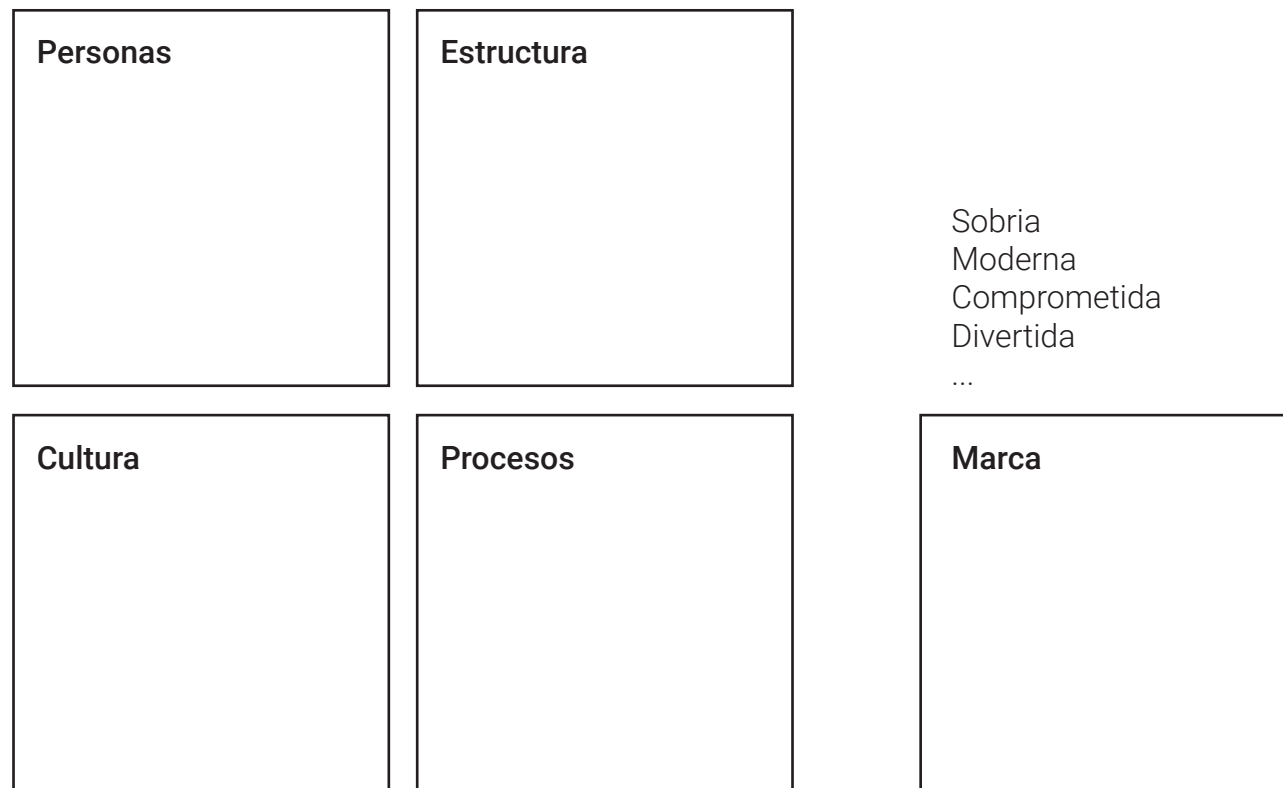 Personas
Estructura
Sobria
Moderna
Comprometida
Divertida
...
Cultura
Procesos
Marca